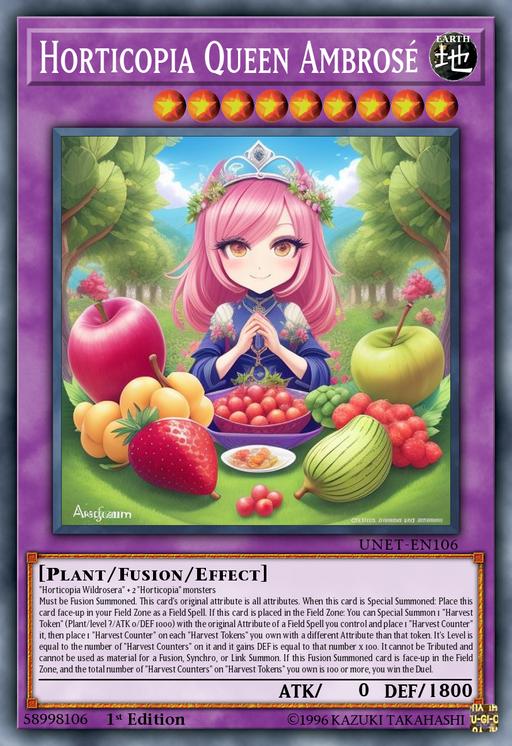 Horticopia Queen Ambrosé
EARTH
地
UNET-EN106
[Plant/Fusion/Effect]
"Horticopia Wildrosera" + 2 "Horticopia" monsters
Must be Fusion Summoned. This card's original attribute is all attributes. When this card is Special Summoned: Place this
card face-up in your Field Zone as a Field Spell. If this card is placed in the Field Zone: You can Special Summon 1 "Harvest
Token" (Plant/level ?/ATK 0/DEF 1000) with the original Attribute of a Field Spell you control and place 1 "Harvest Counter"
it, then place 1 "Harvest Counter" on each "Harvest Tokens" you own with a different Attribute than that token. It's Level is
equal to the number of "Harvest Counters" on it and it gains DEF is equal to that number x 100. It cannot be Tributed and
cannot be used as material for a Fusion, Synchro, or Link Summon. If this Fusion Summoned card is face-up in the Field
Zone, and the total number of "Harvest Counters" on "Harvest Tokens" you own is 100 or more, you win the Duel.
ATK/ 0 DEF/1800
58998106 1st Edition ©1996 KAZUKI TAKAHASHI